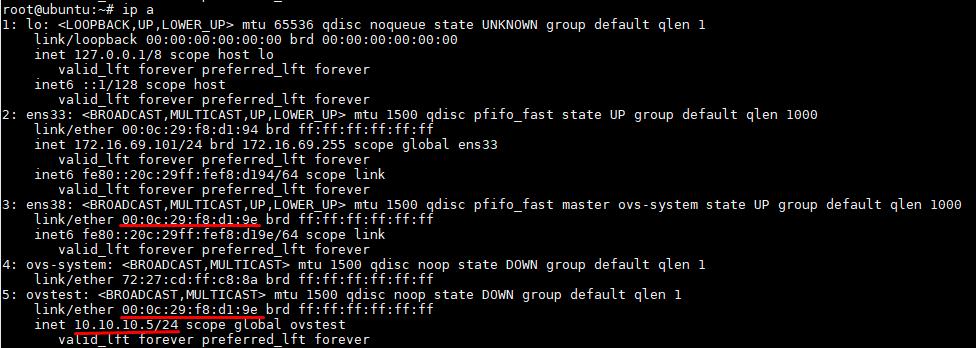 root@ubuntu:~# ip a
1: lo: <LOOPBACK,UP,LOWER_UP> mtu 65536 qdisc noqueue state UNKNOWN group default qlen 1
    link/loopback 00:00:00:00:00:00 brd 00:00:00:00:00:00
    inet 127.0.0.1/8 scope host lo
       valid_lft forever preferred_lft forever
    inet6 ::1/128 scope host
       valid_lft forever preferred_lft forever
2: ens33: <BROADCAST,MULTICAST,UP,LOWER_UP> mtu 1500 qdisc pfifo_fast state UP group default qlen 1000
    link/ether 00:0c:29:f8:d1:94 brd ff:ff:ff:ff:ff:ff
    inet 172.16.69.101/24 brd 172.16.69.255 scope global ens33
       valid_lft forever preferred_lft forever
    inet6 fe80::20c:29ff:fef8:d194/64 scope link
       valid_lft forever preferred_lft forever
3: ens38: <BROADCAST,MULTICAST,UP,LOWER_UP> mtu 1500 qdisc pfifo_fast master ovs-system state UP group default qlen 1000
    link/ether 00:0c:29:f8:d1:9e brd ff:ff:ff:ff:ff:ff
    inet6 fe80::20c:29ff:fef8:d19e/64 scope link
       valid_lft forever preferred_lft forever
4: ovs-system: <BROADCAST,MULTICAST> mtu 1500 qdisc noop state DOWN group default qlen 1
    link/ether 72:27:cd:ff:c8:8a brd ff:ff:ff:ff:ff:ff
5: ovstest: <BROADCAST,MULTICAST> mtu 1500 qdisc noop state DOWN group default qlen 1
    link/ether 00:0c:29:f8:d1:9e brd ff:ff:ff:ff:ff:ff
    inet 10.10.10.5/24 scope global ovstest
       valid_lft forever preferred_lft forever